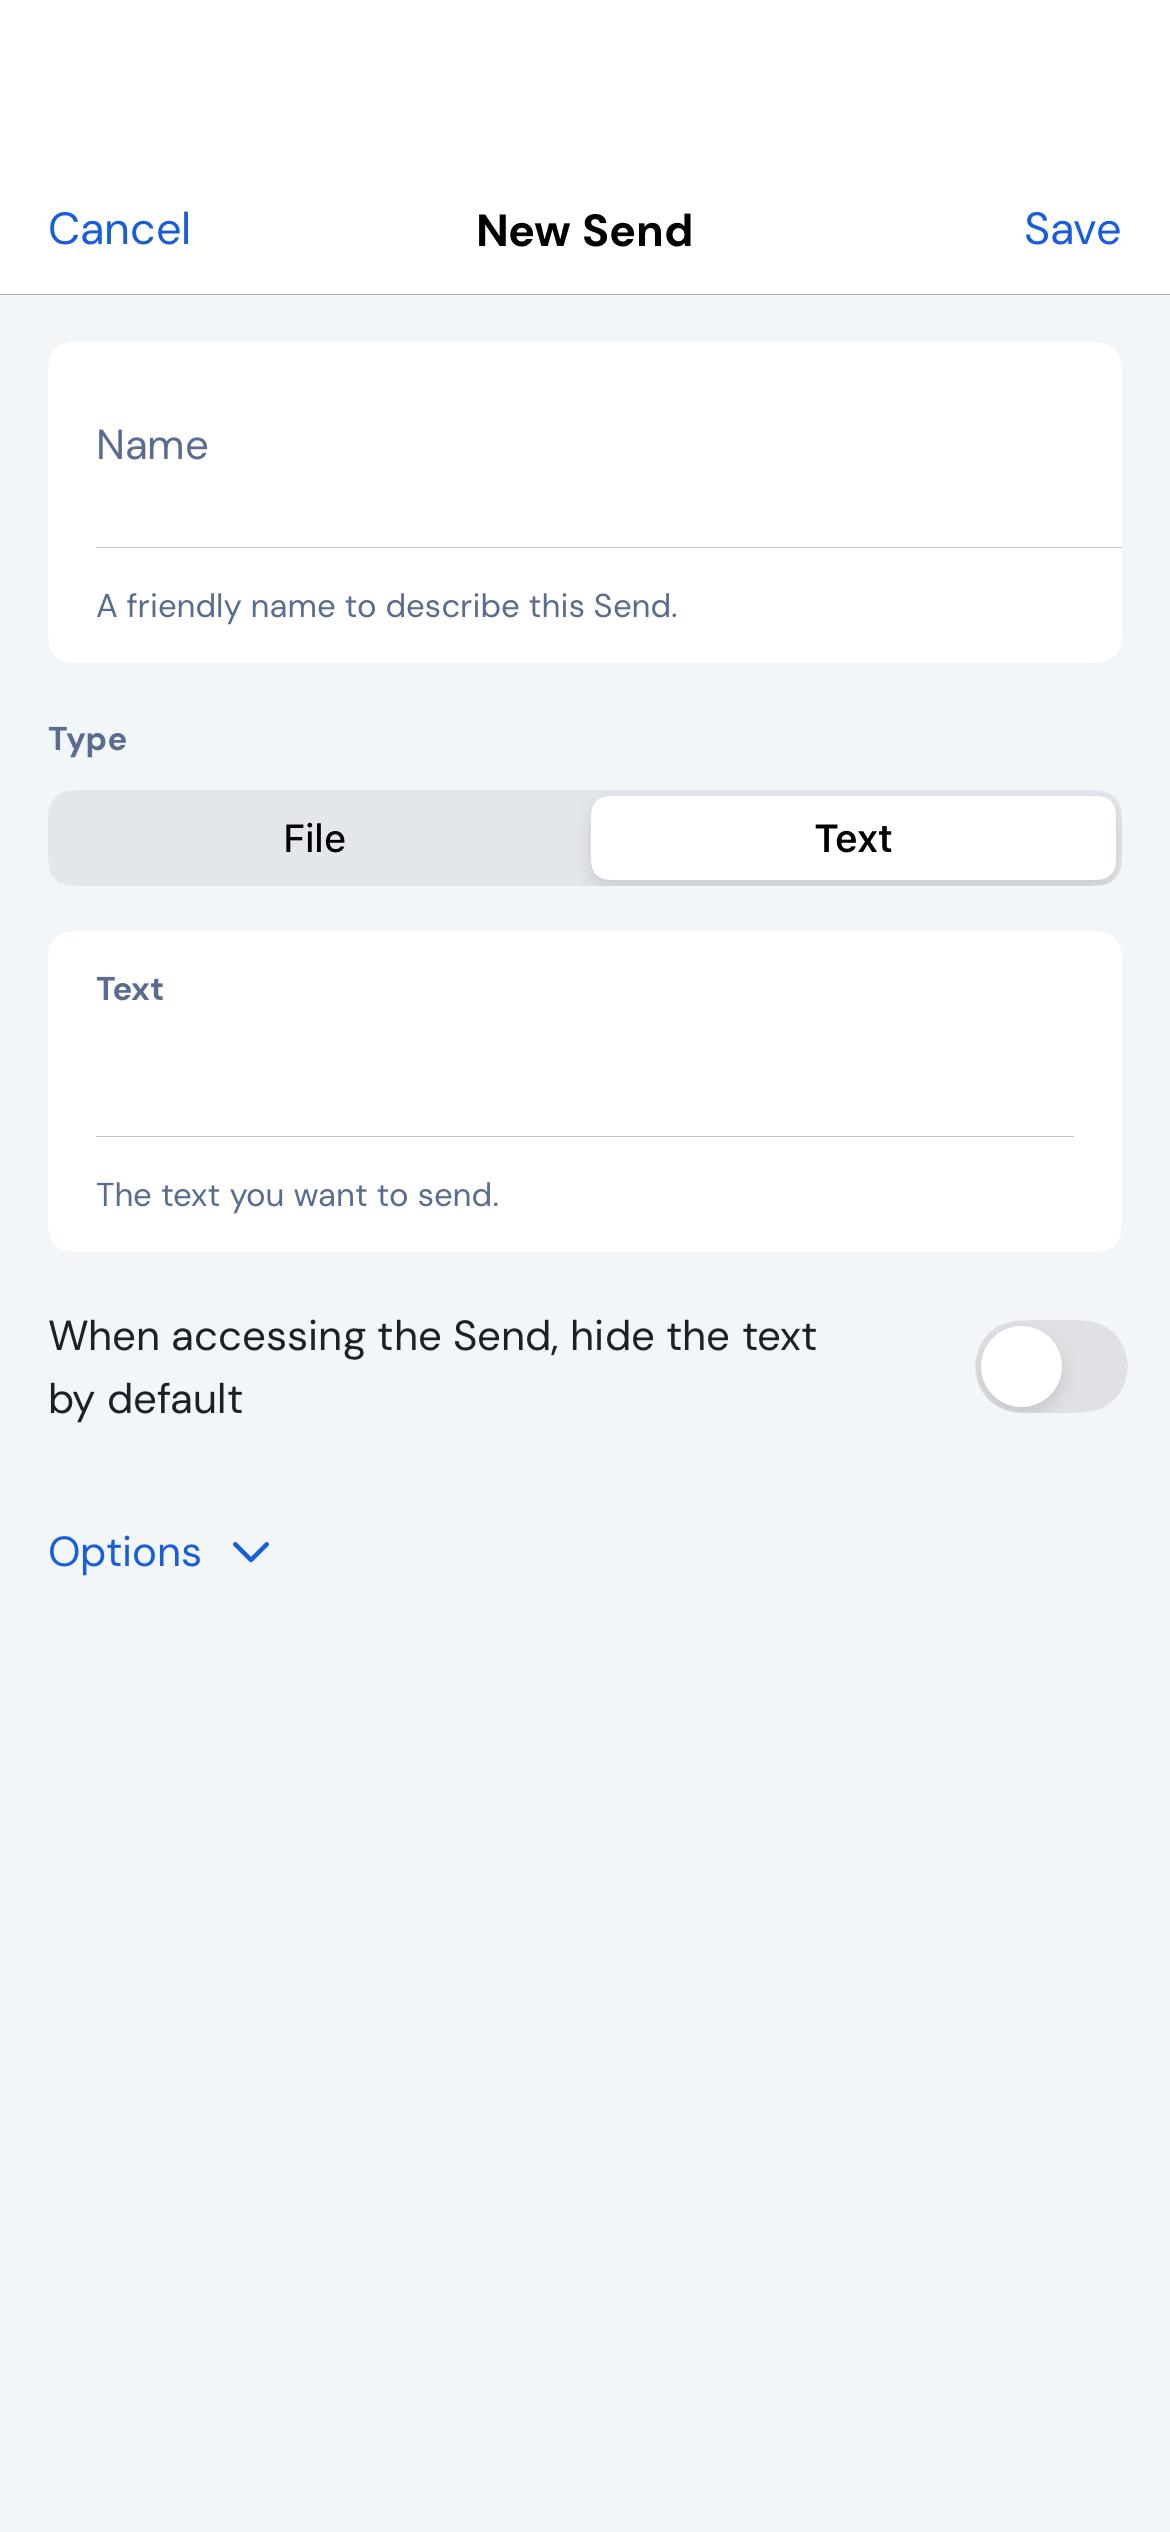 Cancel New Send Save
Name
A friendly name to describe this Send.
Type
File Text
Text
The text you want to send.
When accessing the Send, hide the text
by default
Options